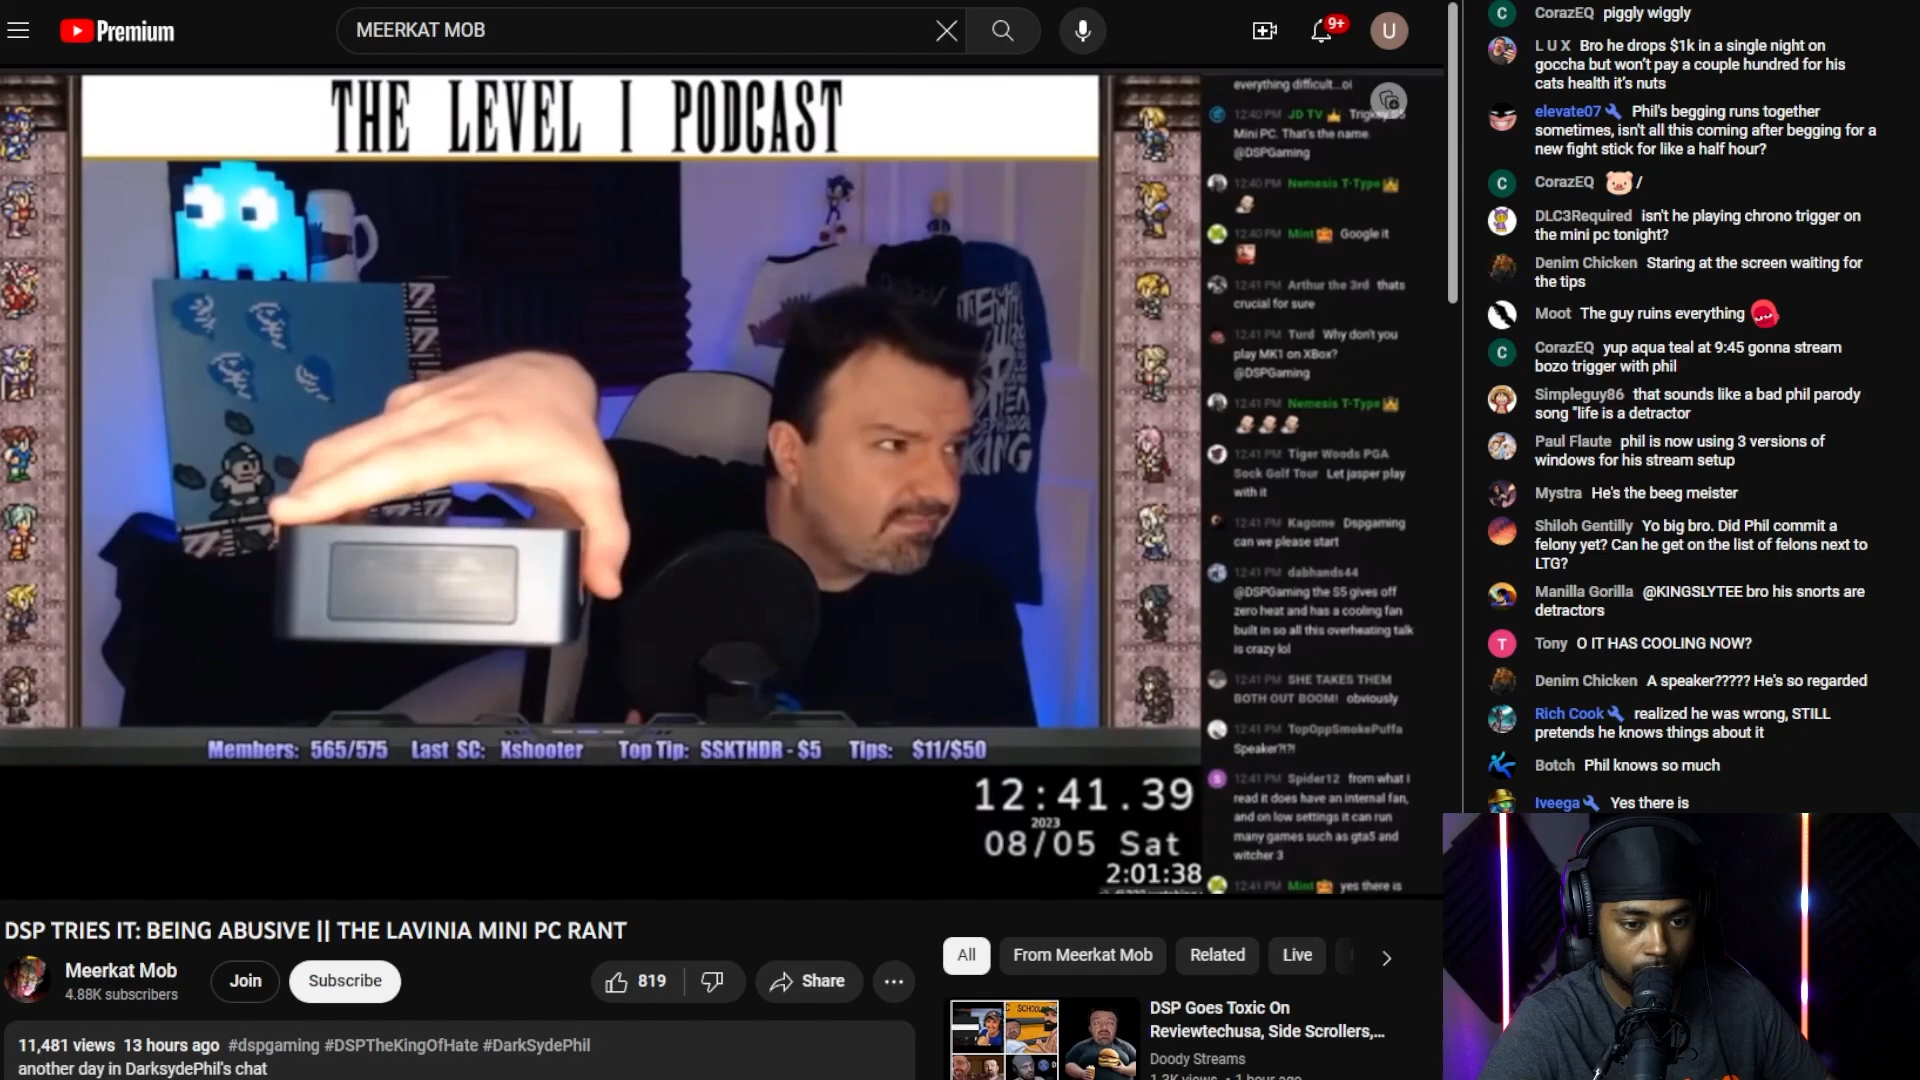 Premium
MEERKAT MOB
9+
U
THE LEVEL I PODCAST
everything difficult...ol
12:40 PM JD TV
Mini PC. That's the name.
@DSPGaming
12:40 PM Nemesis T-Type
12:40 PM Mint Google it
12:41 PM Arthur the 3rd thats
crucial for sure
12:41 PM Turd Why don't you
play MK1 on XBox?
@DSPGaming
12:41 PM Nemesis T-Type
12:41 PM Tiger Woods PGA
Sock Golf Tour Let jasper play
with it
12:41 PM Kagome Dspgaming
can we please start
12:41 PM dabhands44
@DSPGaming the S5 gives off
zero heat and has a cooling fan
built in so all this overheating talk
is crazy lol
12:41 PM SHE TAKES THEM
BOTH OUT BOOM! obviously
12:41 PM TopOppSmokePuffa
Speaker?!?!
S
12:41 PM Spider12 from what I
read it does have an internal fan,
and on low settings it can run
many games such as gta5 and
witcher 3
12:41 PM Mint yes there is
Members: 565/575 Last SC: Xshooter Top Tip: SSKTHDR - $5 Tips: $11/$50
12:41.39
2023
08/05 Sat
2:01:38
DSP TRIES IT: BEING ABUSIVE || THE LAVINIA MINI PC RANT
Meerkat Mob
4.88K subscribers
Join
Subscribe
819
Share
11,481 views 13 hours ago #dspgaming #DSPTheKingOfHate #DarkSydePhil
another day in DarksydePhil's chat
All
From Meerkat Mob
Related
Live
DSP Goes Toxic On
Reviewtechusa, Side Scrollers,...
Doody Streams
1.3K views • 1 hour ago
C
CorazEQ piggly wiggly
L U X Bro he drops $1k in a single night on
goccha but won't pay a couple hundred for his
cats health it's nuts
elevate07 Phil's begging runs together
sometimes, isn't all this coming after begging for a
new fight stick for like a half hour?
C
CorazEQ /
DLC3Required isn't he playing chrono trigger on
the mini pc tonight?
Denim Chicken Staring at the screen waiting for
the tips
Moot The guy ruins everything
C
CorazEQ yup aqua teal at 9:45 gonna stream
bozo trigger with phil
Simpleguy86 that sounds like a bad phil parody
song "life is a detractor
Paul Flaute phil is now using 3 versions of
windows for his stream setup
Mystra He's the beeg meister
Shiloh Gentilly Yo big bro. Did Phil commit a
felony yet? Can he get on the list of felons next to
LTG?
Manilla Gorilla @KINGSLYTEE bro his snorts are
detractors
T
Tony O IT HAS COOLING NOW?
Denim Chicken A speaker????? He's so regarded
Rich Cook realized he was wrong, STILL
pretends he knows things about it
Botch Phil knows so much
Iveega Yes there is